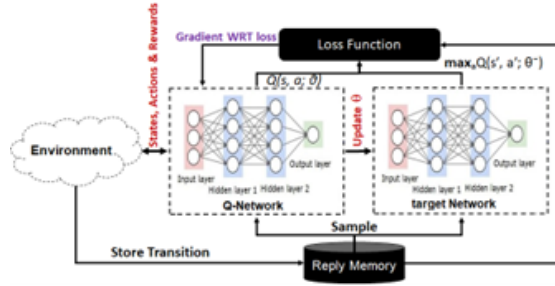 Gradient WRT loss
Loss Function
States, Actions & Rewards
Q(s, a; θ)
max_aQ(s', a'; θ⁻)
Environment
Update Θ
Input layer
Hidden layer 1
Hidden layer 2
Output layer
Q-Network
Input layer
Hidden layer 1
Hidden layer 2
Output layer
target Network
Sample
Store Transition
Reply Memory